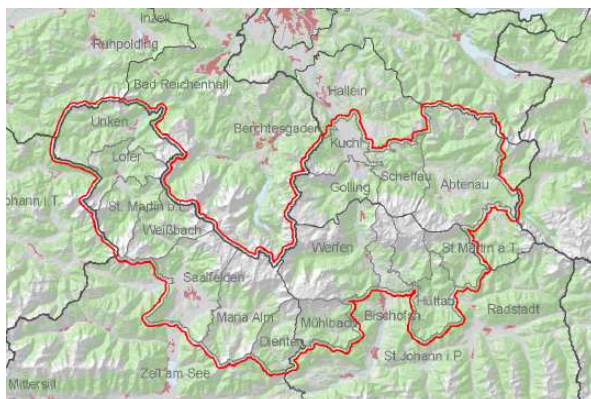 Inzell
Ruhpolding
Bad Reichenhall
Hallein
Unken
Berchtesgaden
Kuchl
Lofer
Scheffau
Abtenau
Golling
St. Martin b.L.
Weißbach
Werfen
St Martin a.T.
Saalfelden
Hüttau
Radstadt
Maria Alm
Mühlbach
Bischofsh.
Dienten
St Johann i.P.
Zell am See
Mittersill
ohann i.T.